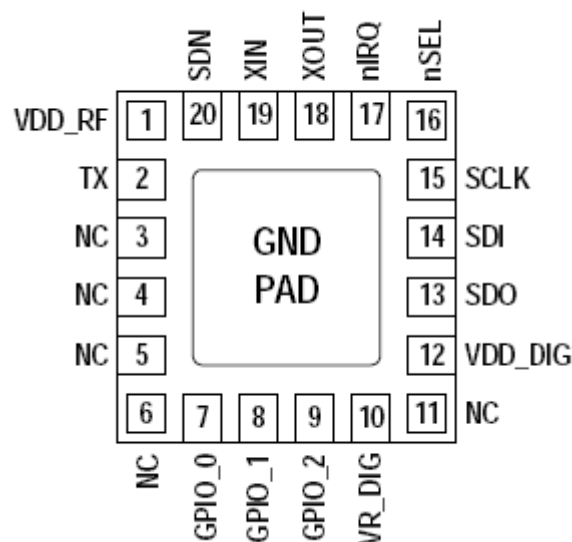 SDN XIN XOUT nIRQ nSEL
VDD_RF 1 20 19 18 17 16
TX 2 15 SCLK
NC 3 14 SDI
GND
NC 4 13 SDO
PAD
NC 5 12 VDD_DIG
6 7 8 9 10 11 NC
NC GPIO_0 GPIO_1 GPIO_2 VR_DIG